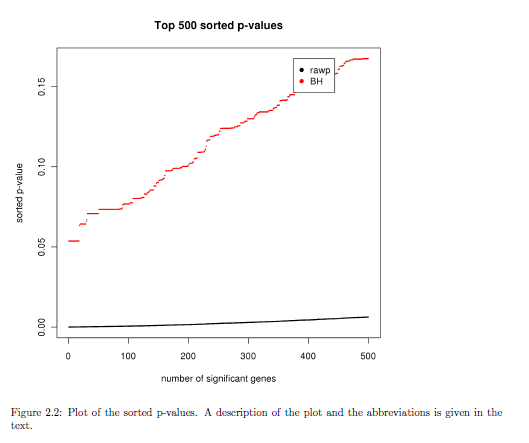 Top 500 sorted p-values
rawp
BH
sorted p-value
0.15
0.10
0.05
0.00
0 100 200 300 400 500
number of significant genes
Figure 2.2: Plot of the sorted p-values. A description of the plot and the abbreviations is given in the
text.